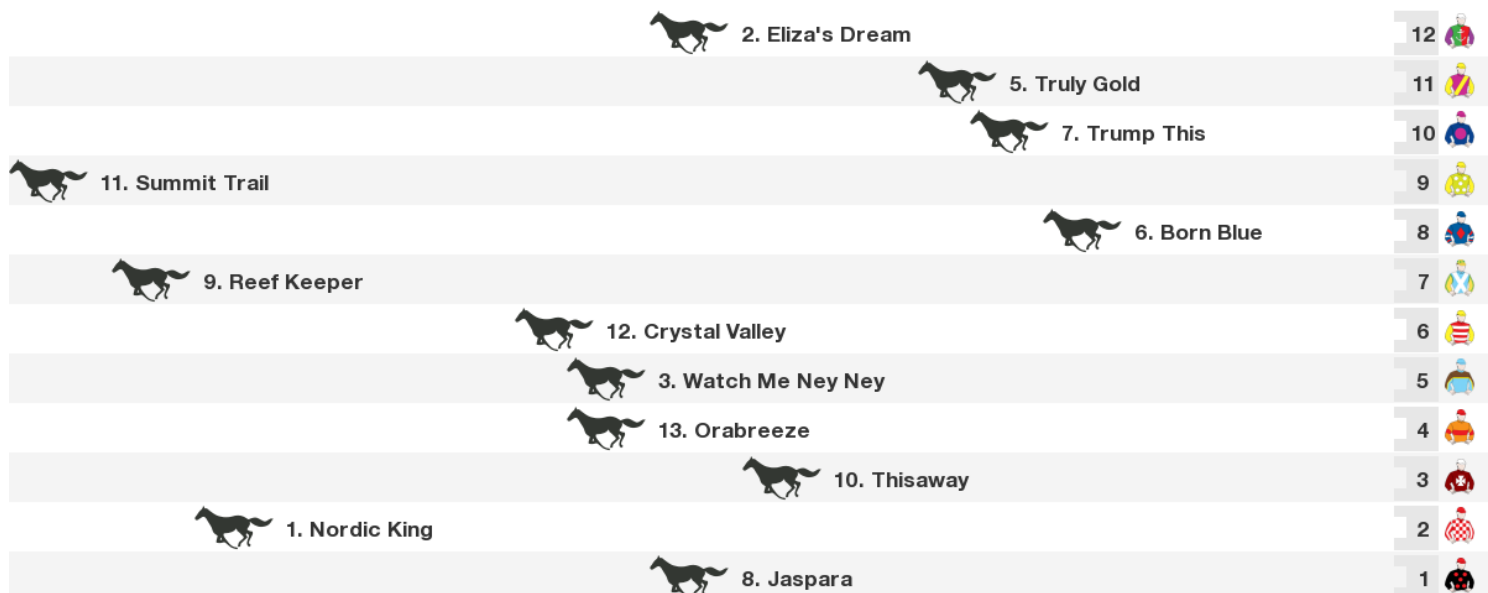 2. Eliza's Dream 12
5. Truly Gold 11
7. Trump This 10
11. Summit Trail 9
6. Born Blue 8
9. Reef Keeper 7
12. Crystal Valley 6
3. Watch Me Ney Ney 5
13. Orabreeze 4
10. Thisaway 3
1. Nordic King 2
8. Jaspara 1